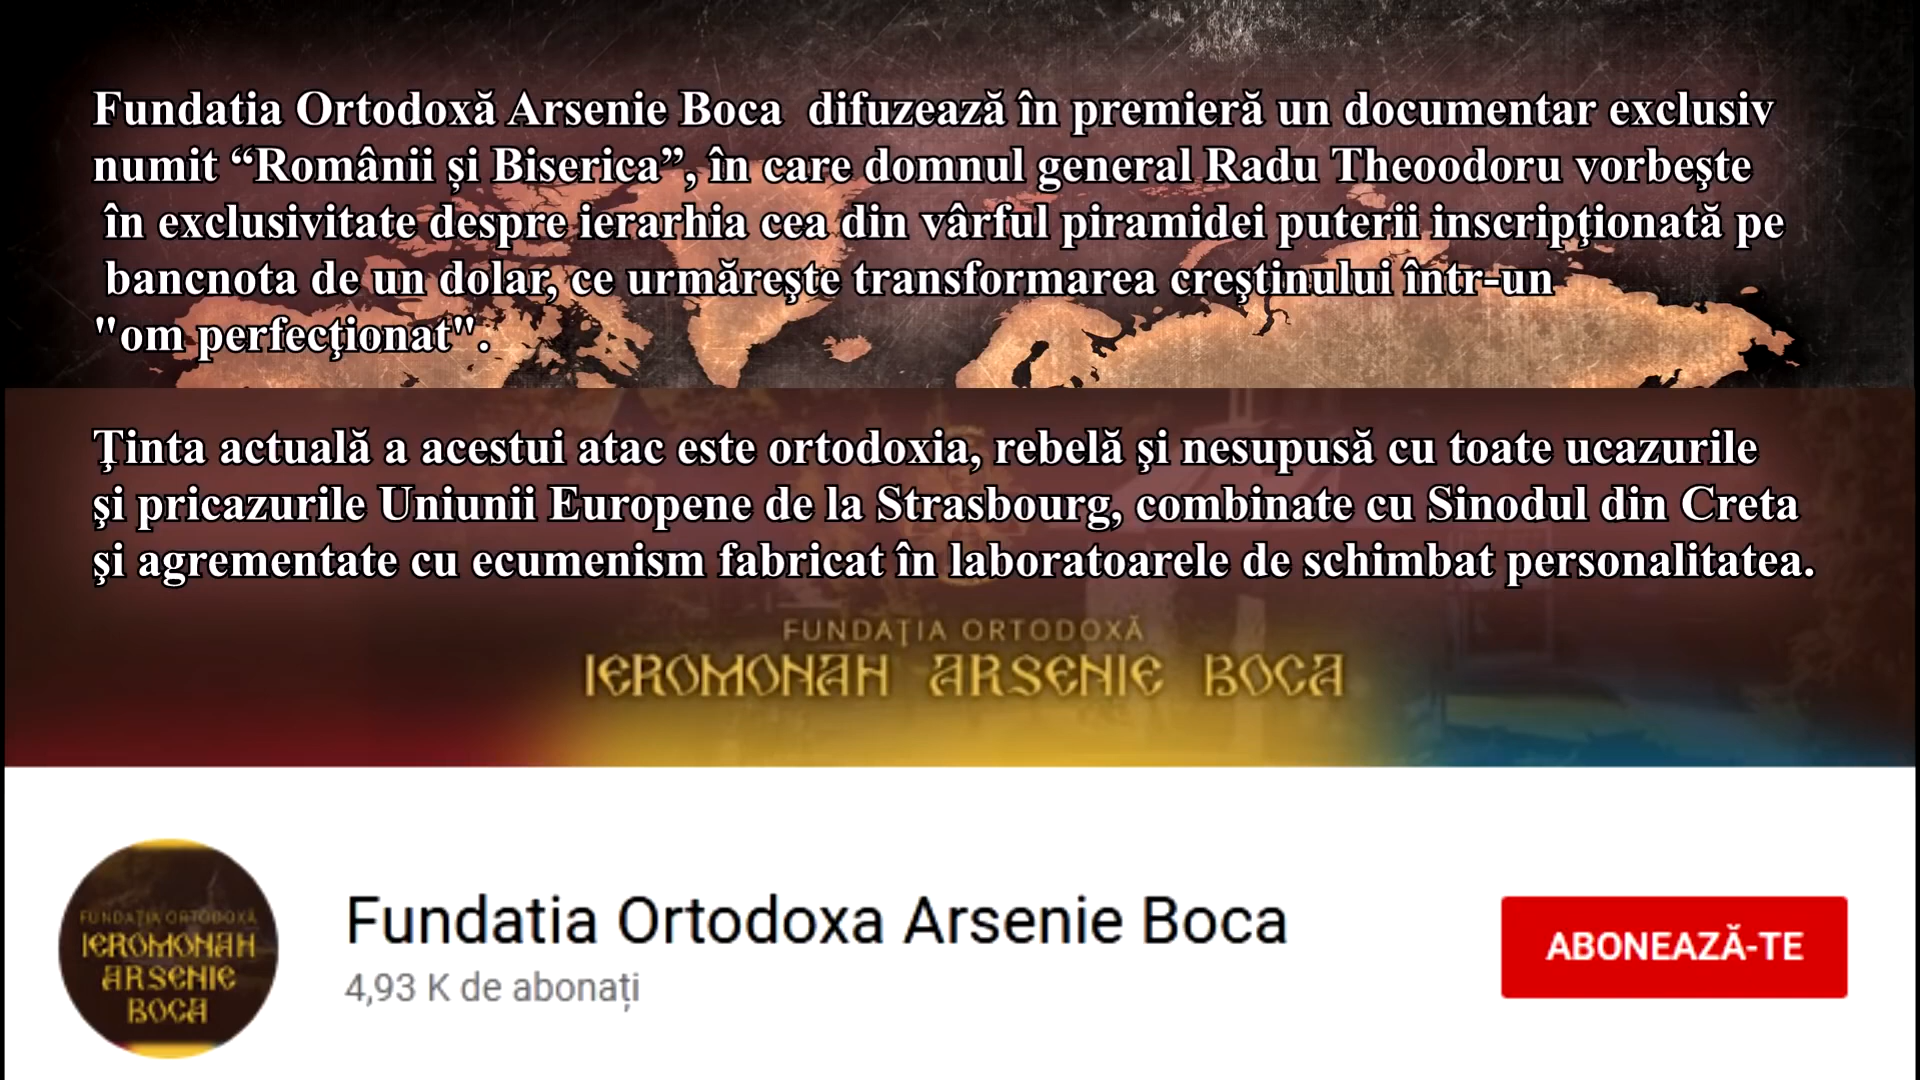 Fundatia Ortodoxă Arsenie Boca difuzează în premieră un documentar exclusiv
numit “Românii și Biserica”, în care domnul general Radu Theoodoru vorbeşte
în exclusivitate despre ierarhia cea din vârful piramidei puterii inscripţionată pe
bancnota de un dolar, ce urmăreşte transformarea creştinului într-un
"om perfecţionat".
Ţinta actuală a acestui atac este ortodoxia, rebelă şi nesupusă cu toate ucazurile
şi pricazurile Uniunii Europene de la Strasbourg, combinate cu Sinodul din Creta
şi agrementate cu ecumenism fabricat în laboratoarele de schimbat personalitatea.
FUNDAȚIA ORTODOXĂ
IEROMONAH ARSENIE BOCA
FUNDAȚIA ORTODOXĂ
IEROMONAH
ARSENIE
BOCA
Fundatia Ortodoxa Arsenie Boca
4,93 K de abonați
ABONEAZĂ-TE